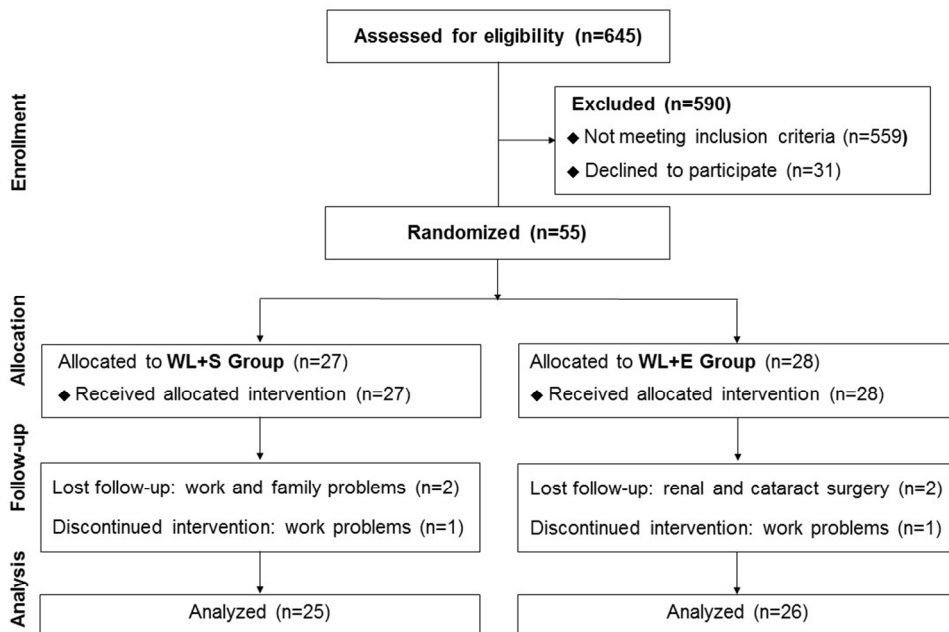 Assessed for eligibility (n=645)
Enrollment
Excluded (n=590)
◆ Not meeting inclusion criteria (n=559)
◆ Declined to participate (n=31)
Randomized (n=55)
Allocation
Allocated to WL+S Group (n=27)
◆ Received allocated intervention (n=27)
Allocated to WL+E Group (n=28)
◆ Received allocated intervention (n=28)
Follow-up
Lost follow-up: work and family problems (n=2)
Discontinued intervention: work problems (n=1)
Lost follow-up: renal and cataract surgery (n=2)
Discontinued intervention: work problems (n=1)
Analysis
Analyzed (n=25)
Analyzed (n=26)